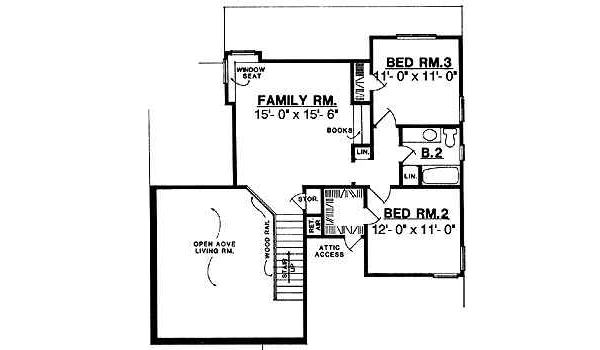 BED RM.3
11'- 0" x 11'- 0"
WINDOW
SEAT
FAMILY RM.
15'- 0" x 15'- 6"
BOOKS
LIN.
B.2
LIN.
STOR.
BED RM.2
12'- 0" x 11'- 0"
RET.
AIR
WOOD RAIL
OPEN AOVE
LIVING RM.
ATTIC
ACCESS
STAIR
UP